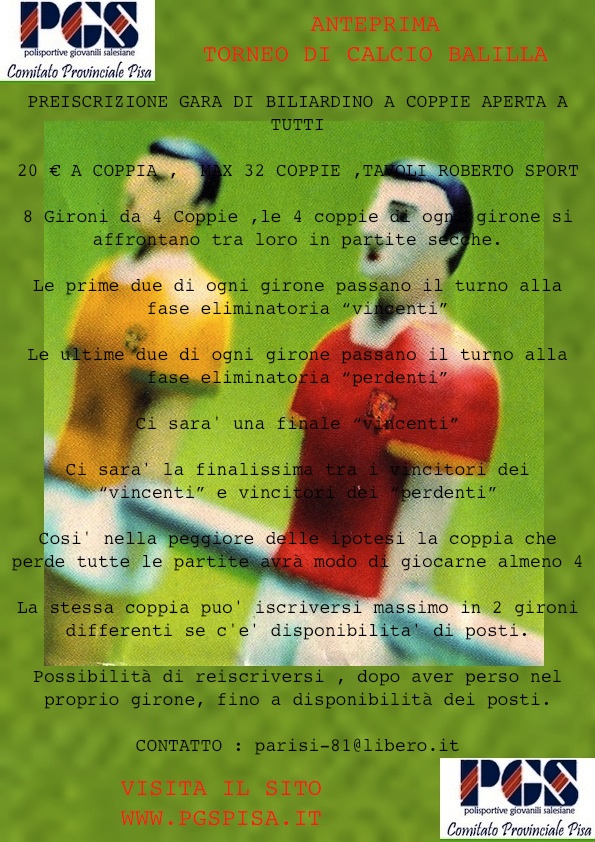 PGS
polisportive giovanili salesiane
Comitato Provinciale Pisa
ANTEPRIMA
TORNEO DI CALCIO BALILLA
PREISCRIZIONE GARA DI BILIARDINO A COPPIE APERTA A
TUTTI
20 € A COPPIA , MAX 32 COPPIE ,TAVOLI ROBERTO SPORT
8 Gironi da 4 Coppie ,le 4 coppie di ogni girone si
affrontano tra loro in partite secche.
Le prime due di ogni girone passano il turno alla
fase eliminatoria “vincenti”
Le ultime due di ogni girone passano il turno alla
fase eliminatoria “perdenti”
Ci sara' una finale “vincenti”
Ci sara' la finalissima tra i vincitori dei
“vincenti” e vincitori dei “perdenti”
Cosi' nella peggiore delle ipotesi la coppia che
perde tutte le partite avrà modo di giocarne almeno 4
La stessa coppia puo' iscriversi massimo in 2 gironi
differenti se c'e' disponibilita' di posti.
Possibilità di reiscriversi , dopo aver perso nel
proprio girone, fino a disponibilità dei posti.
CONTATTO : parisi-81@libero.it
VISITA IL SITO
WWW.PGSPISA.IT
PGS
polisportive giovanili salesiane
Comitato Provinciale Pisa